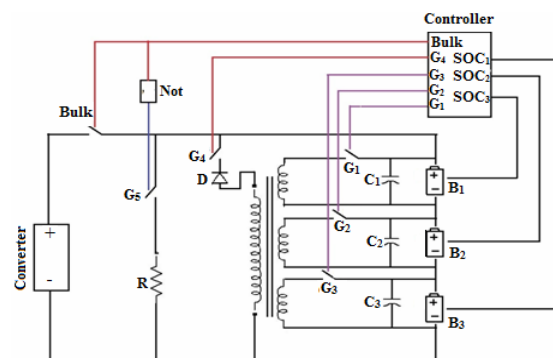 Controller
Bulk
G4 SOC1
G3 SOC2
G2
G1 SOC3
Not
Bulk
G4
G5
D
G1
C1
B1
Converter
+
-
G2
C2
B2
R
G3
C3
B3